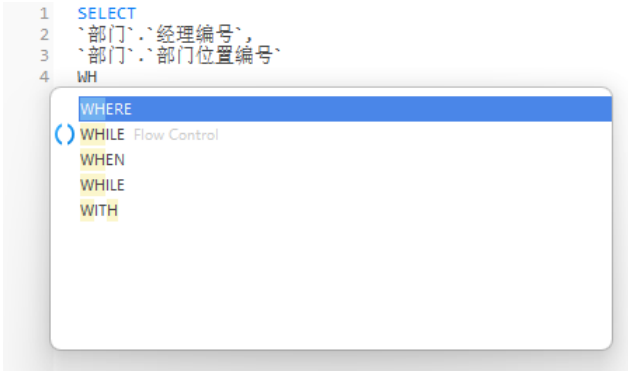 1 SELECT
2 `部门`.`经理编号`,
3 `部门`.`部门位置编号`
4 WH
WHERE
WHILE Flow Control
WHEN
WHILE
WITH